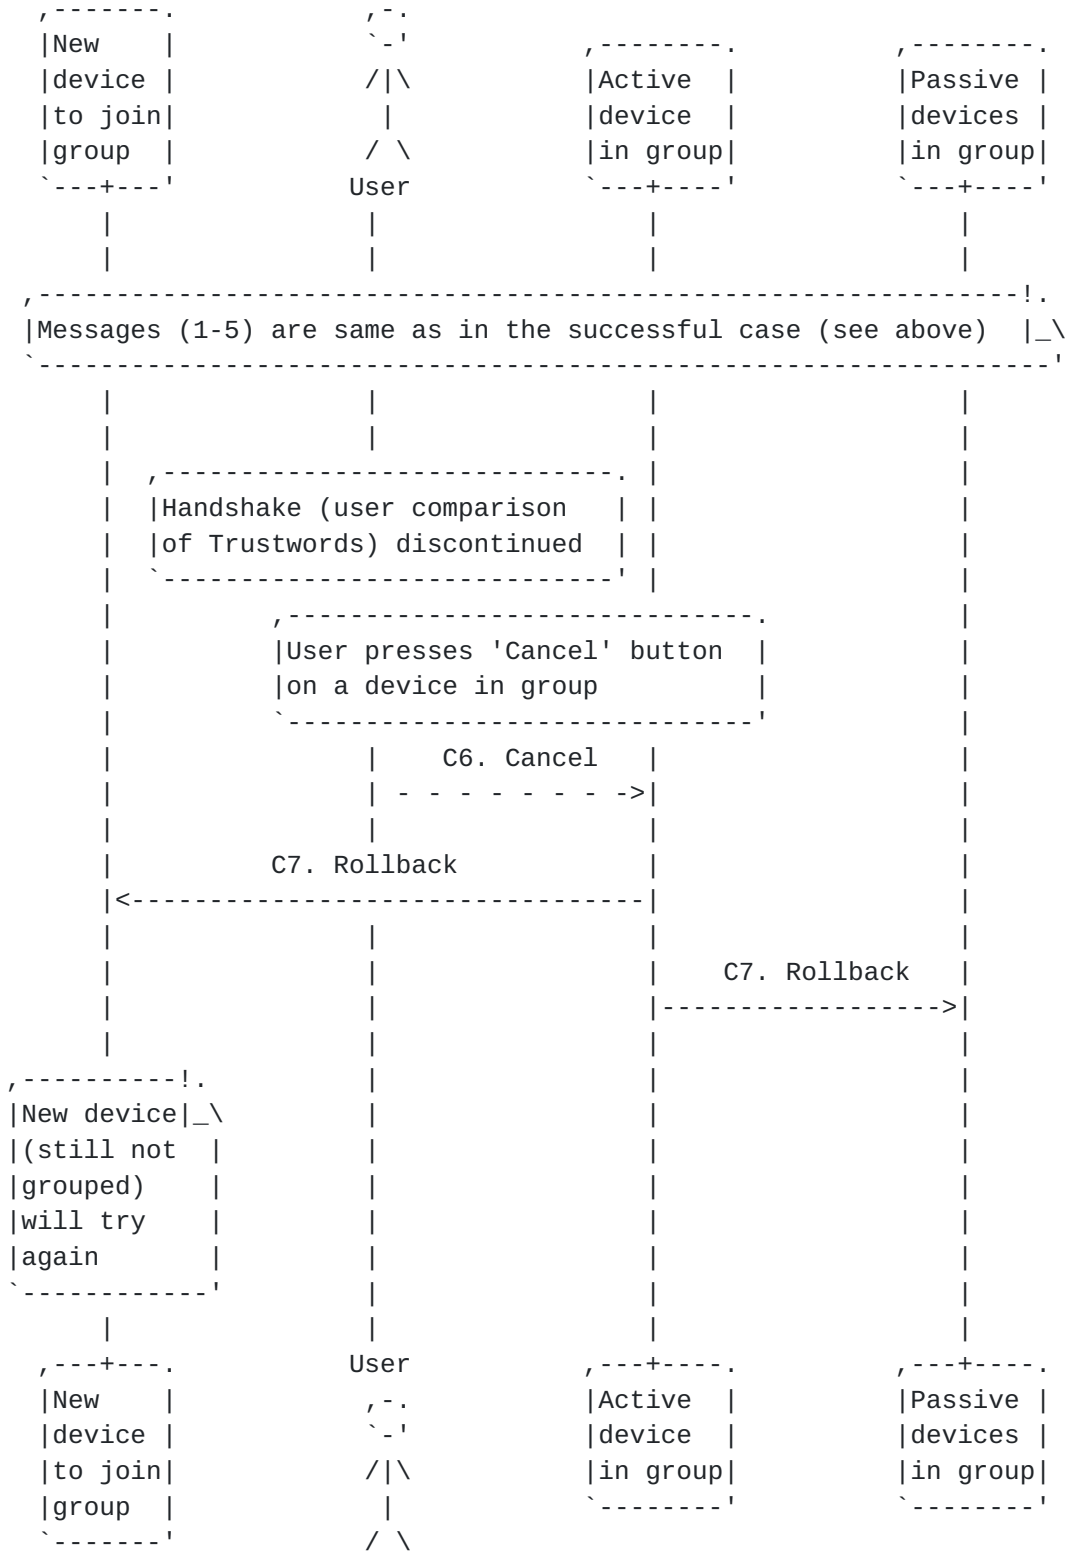 New
device
to join
group
User
Active
device
in group
Passive
devices
in group
Messages (1-5) are same as in the successful case (see above)
Handshake (user comparison
of Trustwords) discontinued
User presses 'Cancel' button
on a device in group
C6. Cancel
C7. Rollback
C7. Rollback
New device
(still not
grouped)
will try
again
New
device
to join
group
User
Active
device
in group
Passive
devices
in group